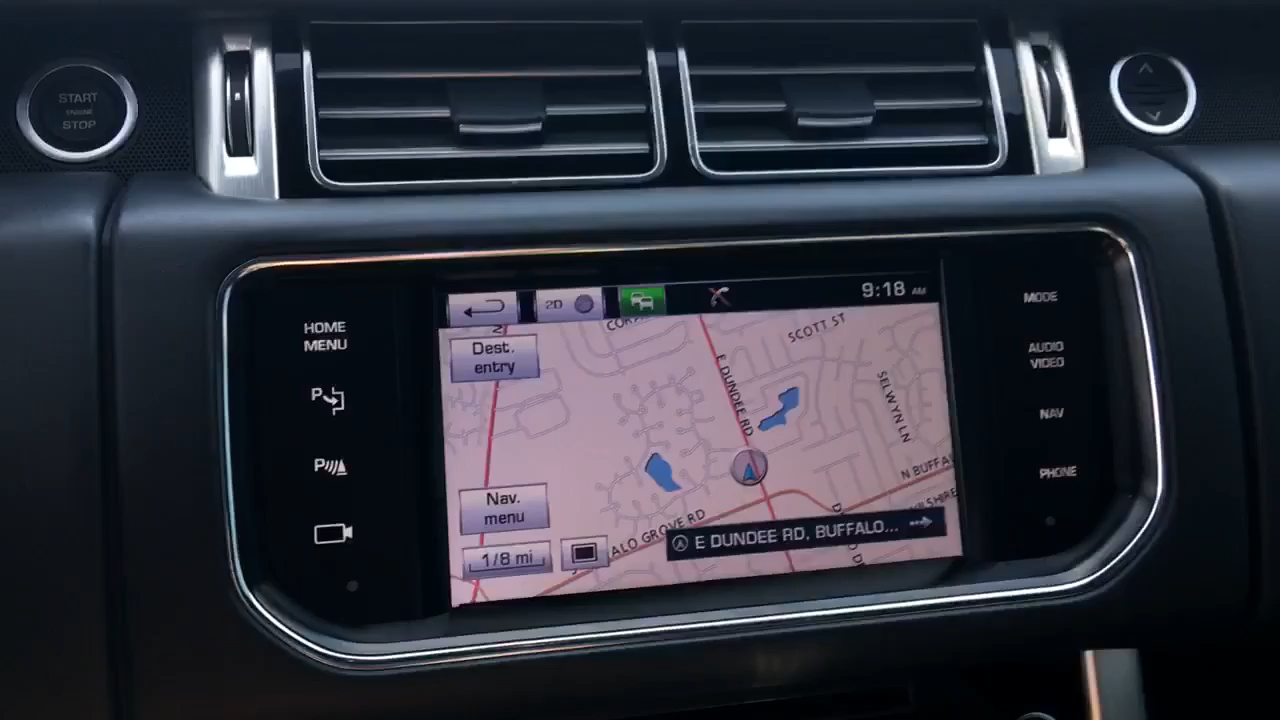 START
ENGINE
STOP
HOME
MENU
P
P
2D
9:18 AM
MODE
AUDIO
VIDEO
NAV
PHONE
Dest.
entry
SCOTT ST
E DUNDEE RD
SELWYN LN
Nav.
menu
N BUFFA
ALO GROVE RD
E DUNDEE RD, BUFFALO...
1/8 mi